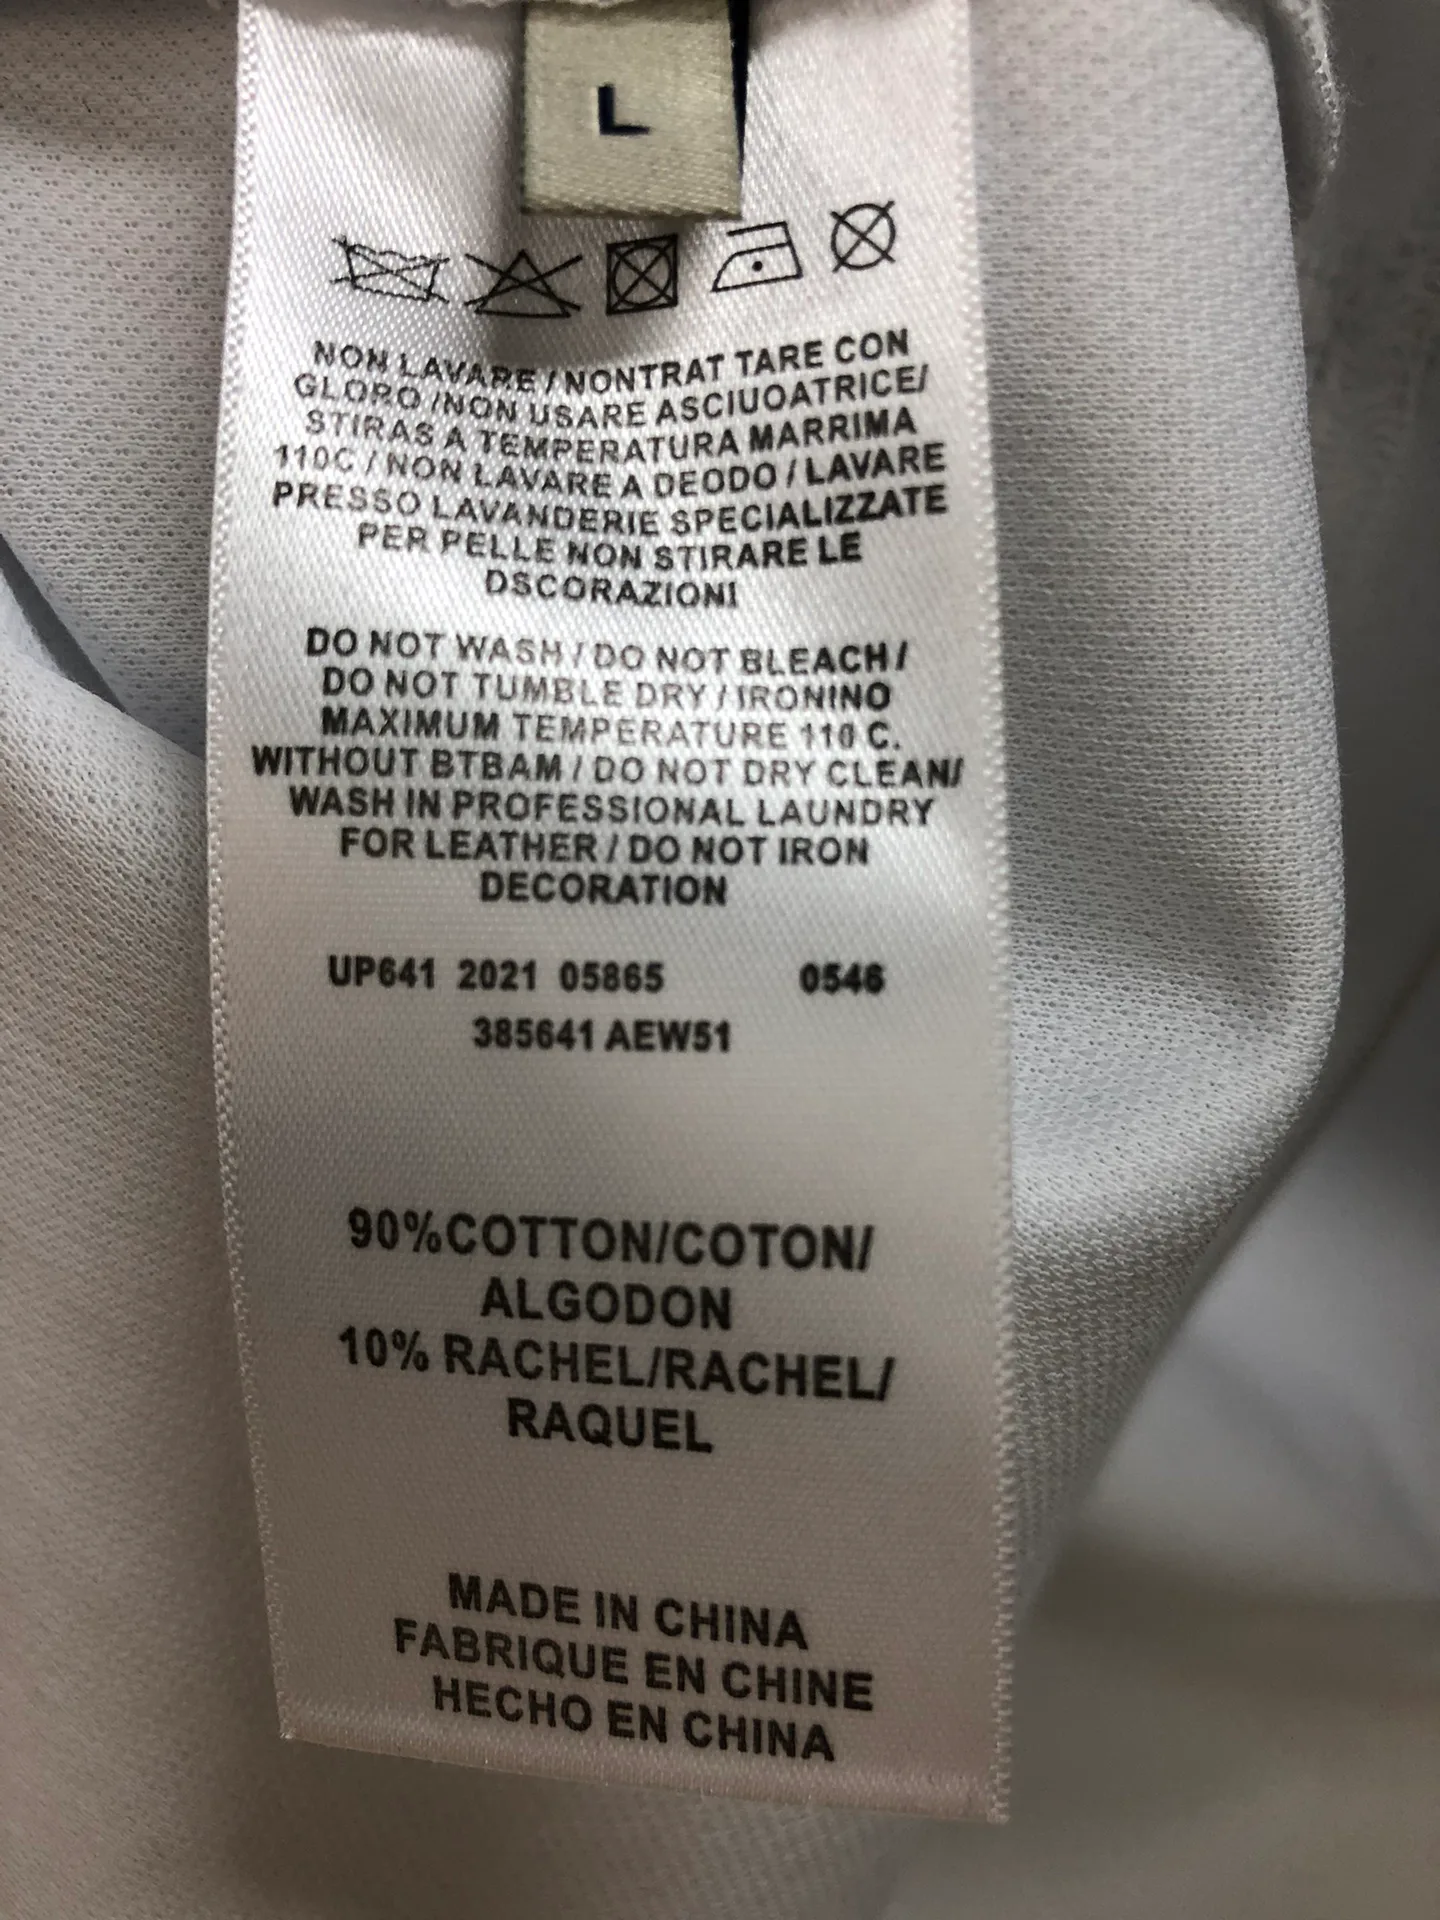 L
NON LAVARE / NONTRAT TARE CON
GLORO /NON USARE ASCIUOATRICE/
STIRAS A TEMPERATURA MARRIMA
110C / NON LAVARE A DEODO / LAVARE
PRESSO LAVANDERIE SPECIALIZZATE
PER PELLE NON STIRARE LE
DSCORAZIONI
DO NOT WASH / DO NOT BLEACH /
DO NOT TUMBLE DRY / IRONINO
MAXIMUM TEMPERATURE 110 C.
WITHOUT BTBAM / DO NOT DRY CLEAN/
WASH IN PROFESSIONAL LAUNDRY
FOR LEATHER / DO NOT IRON
DECORATION
UP641 2021 05865 0546
385641 AEW51
90%COTTON/COTON/
ALGODON
10% RACHEL/RACHEL/
RAQUEL
MADE IN CHINA
FABRIQUE EN CHINE
HECHO EN CHINA